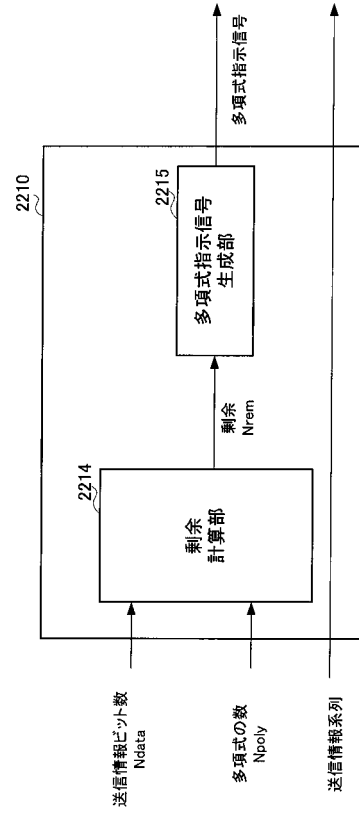 2210
送信情報ビット数
Ndata
多項式の数
Npoly
送信情報系列
2214
剰余
計算部
剰余
Nrem
2215
多項式指示信号
生成部
多項式指示信号